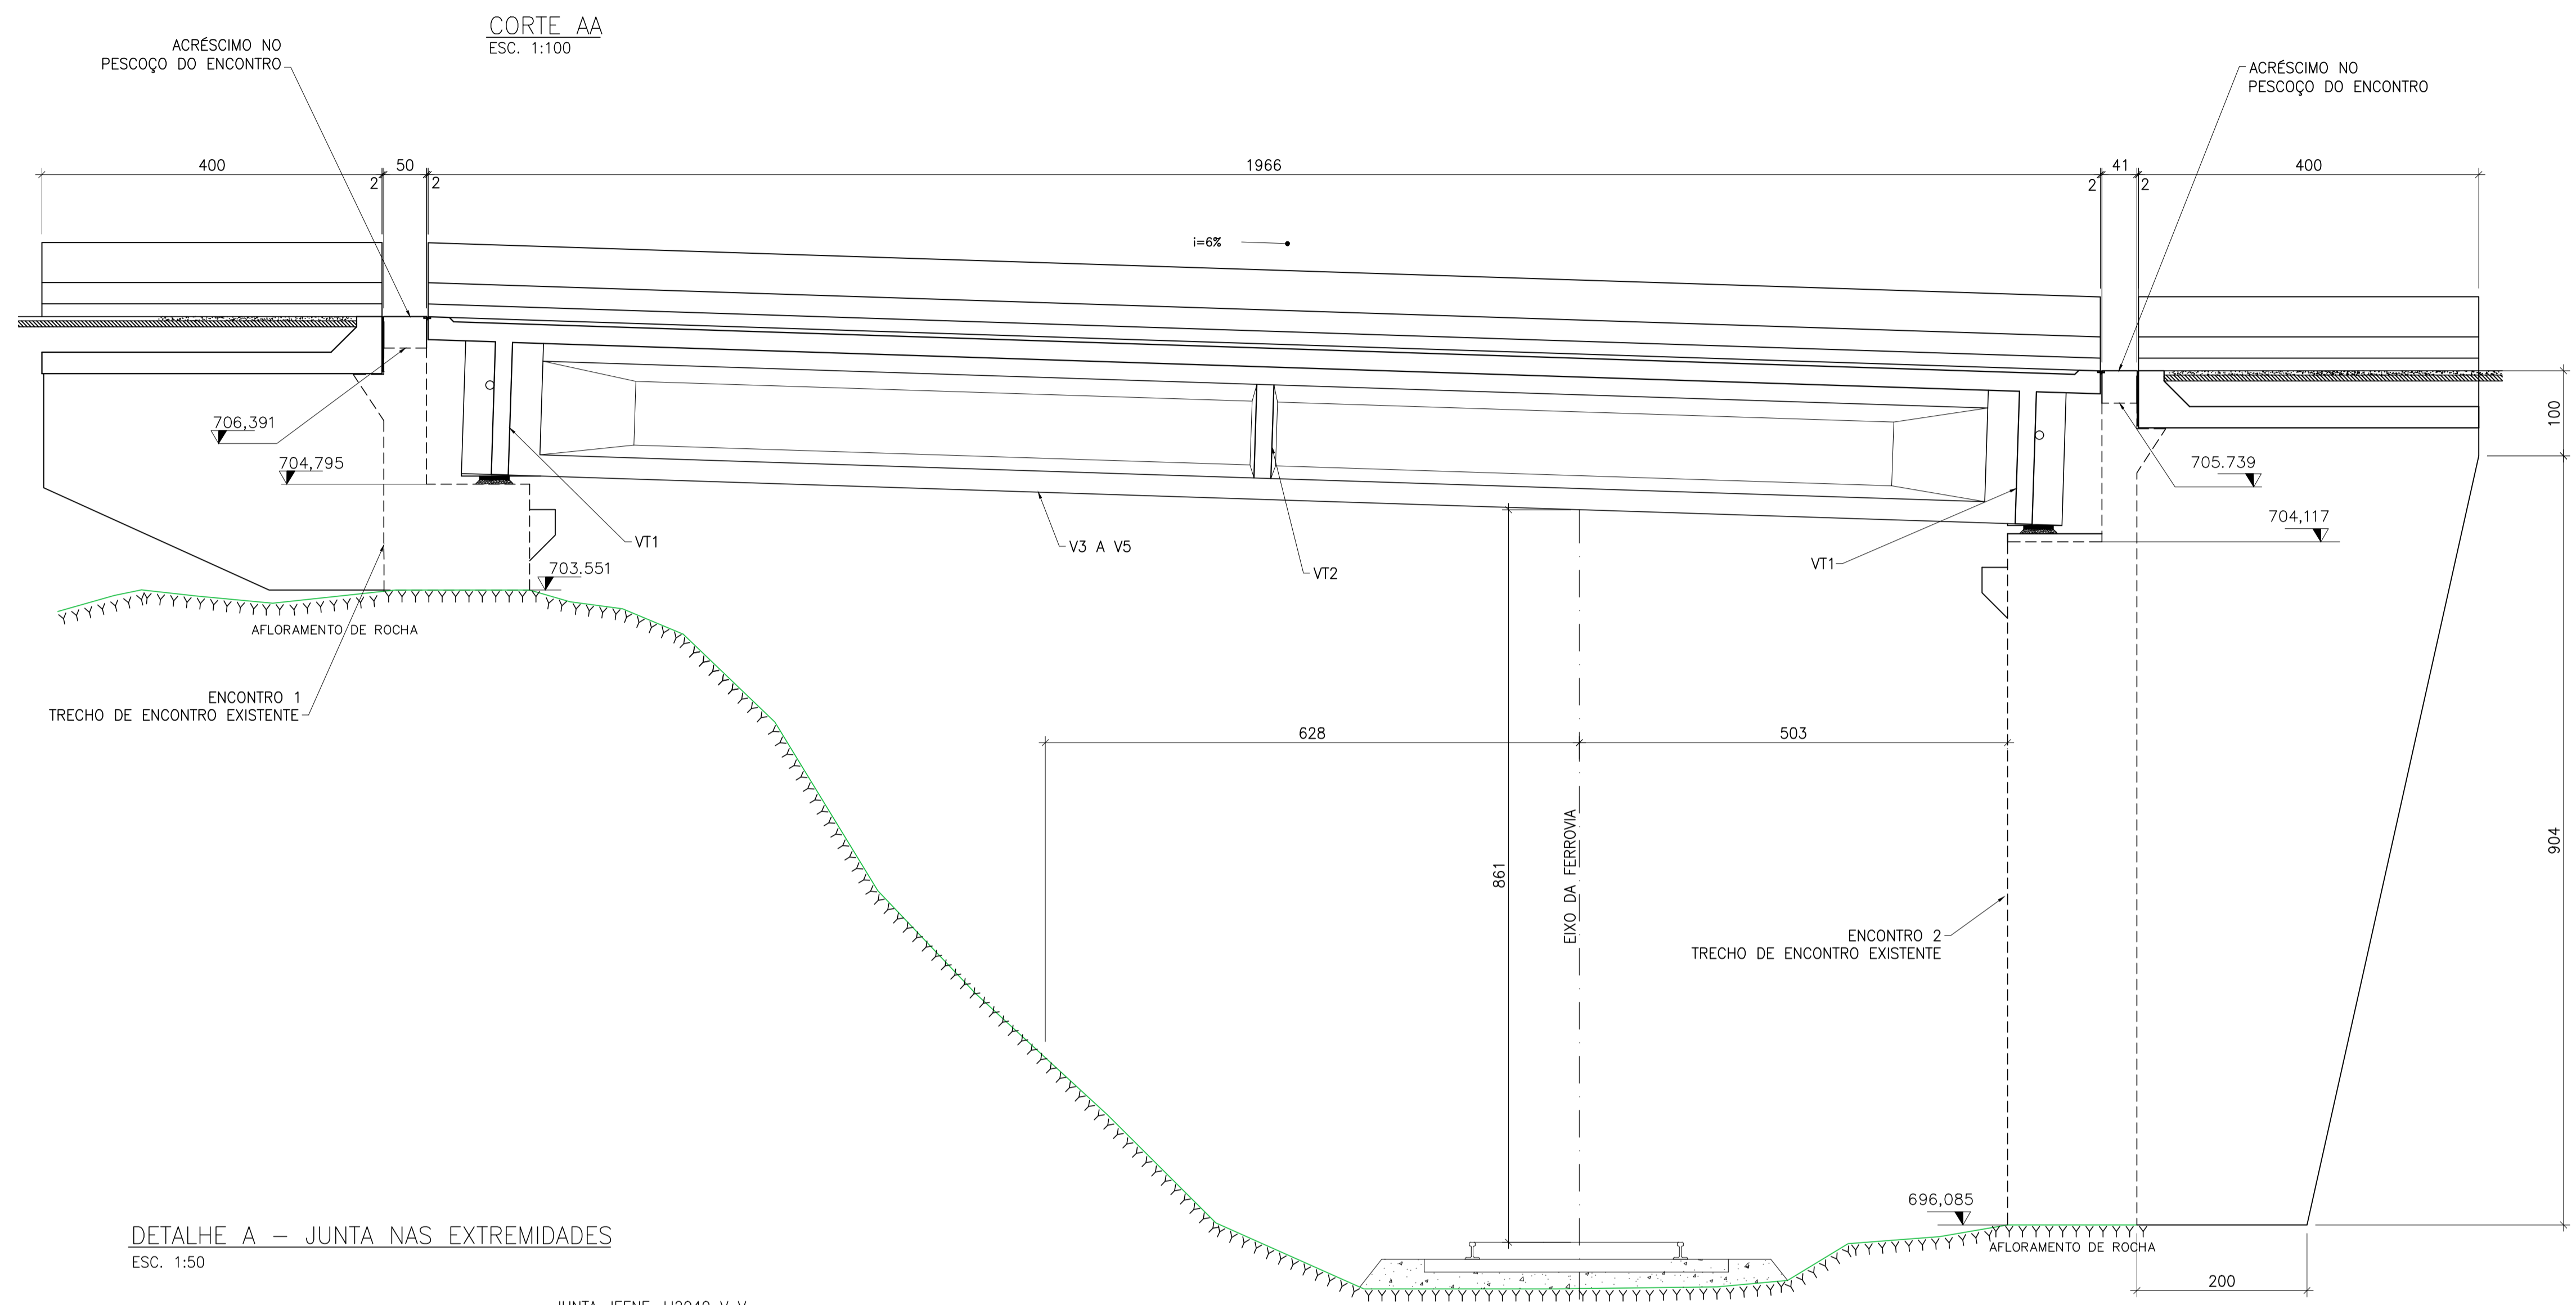 CORTE AA
ESC. 1:100
ACRÉSCIMO NO
PESCOÇO DO ENCONTRO
ACRÉSCIMO NO
PESCOÇO DO ENCONTRO
400
50
1966
41
400
2
2
2
2
i=6%
706,391
704,795
703.551
100
705.739
704,117
VT1
V3 A V5
VT2
VT1
AFLORAMENTO DE ROCHA
ENCONTRO 1
TRECHO DE ENCONTRO EXISTENTE
628
503
861
EIXO DA FERROVIA
904
ENCONTRO 2
TRECHO DE ENCONTRO EXISTENTE
696,085
AFLORAMENTO DE ROCHA
200
DETALHE A – JUNTA NAS EXTREMIDADES
ESC. 1:50
JUNTA